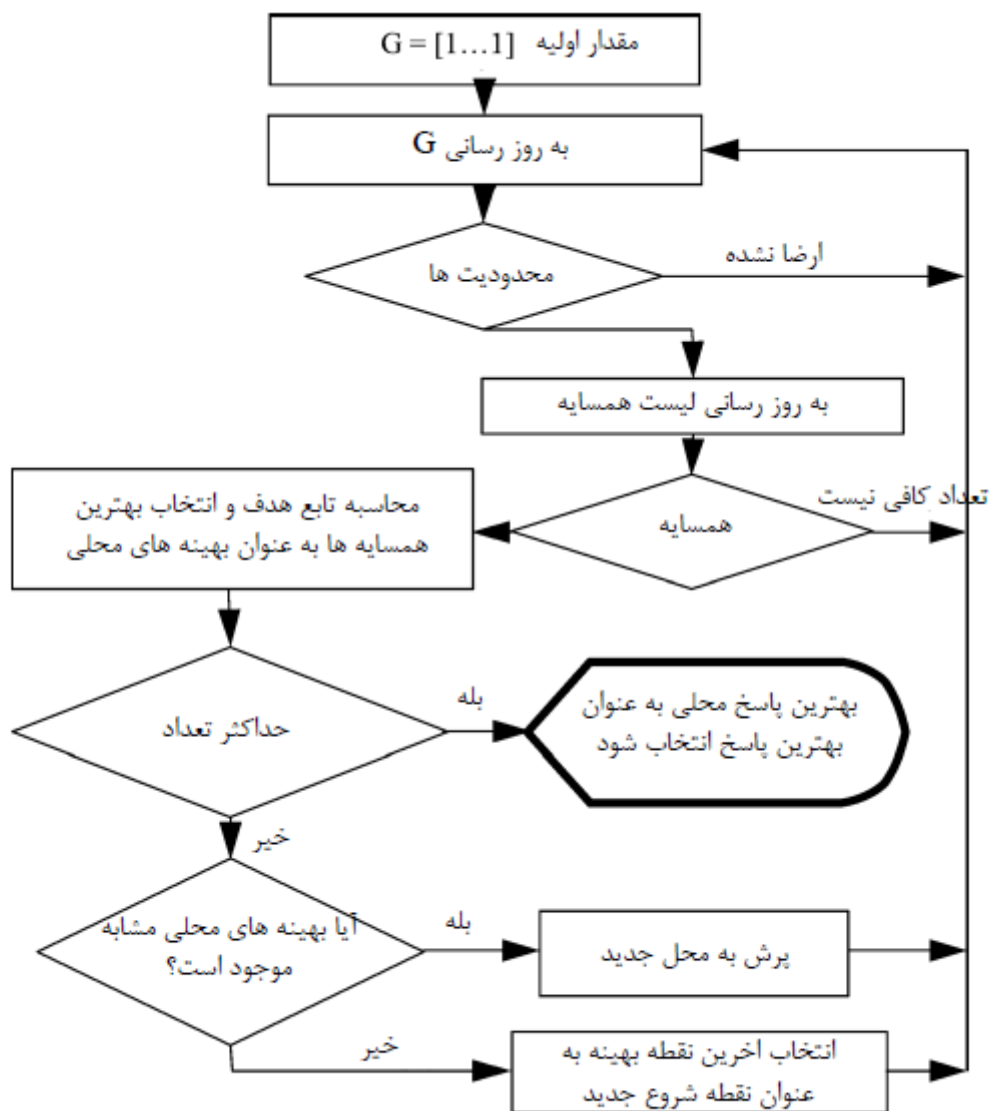 مقدار اولیه G = [1…1]
به روز رسانی G
محدودیت ها
ارضا نشده
به روز رسانی لیست همسایه
همسایه
تعداد کافی نیست
محاسبه تابع هدف و انتخاب بهترین
همسایه ها به عنوان بهینه های محلی
حداکثر تعداد
بله
بهترین پاسخ محلی به عنوان
بهترین پاسخ انتخاب شود
خیر
آیا بهینه های محلی مشابه
موجود است؟
بله
پرش به محل جدید
خیر
انتخاب اخرین نقطه بهینه به
عنوان نقطه شروع جدید